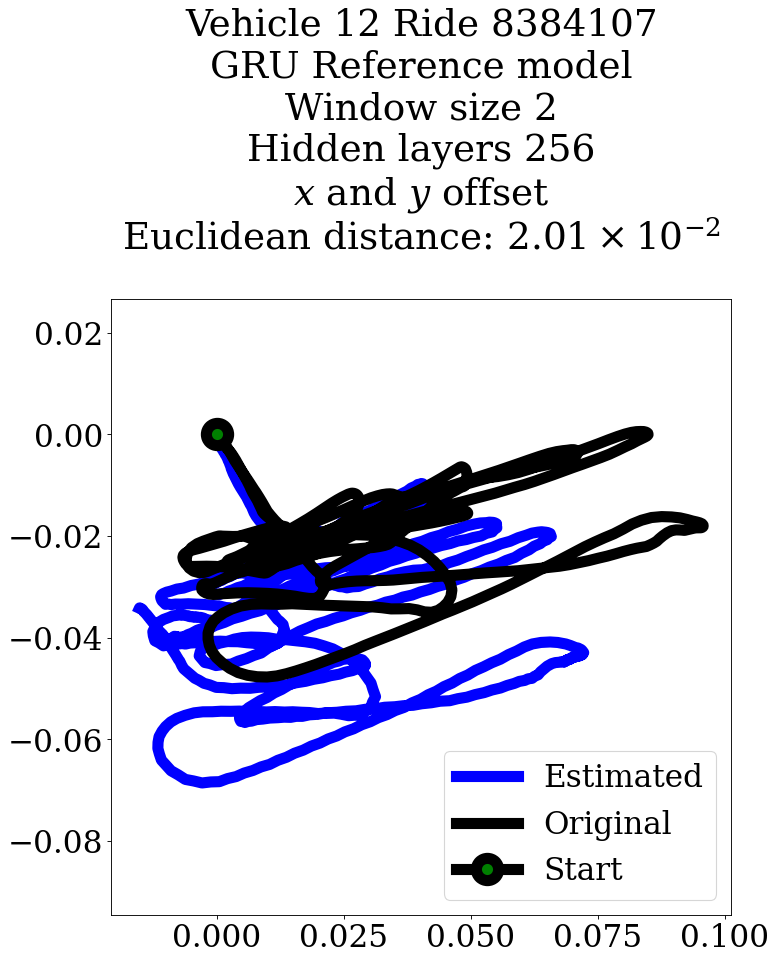 Vehicle 12 Ride 8384107
GRU Reference model
Window size 2
Hidden layers 256
x and y offset
Euclidean distance: 2.01 × 10⁻²
0.02
0.00
−0.02
−0.04
−0.06
−0.08
Estimated
Original
Start
0.000 0.025 0.050 0.075 0.100